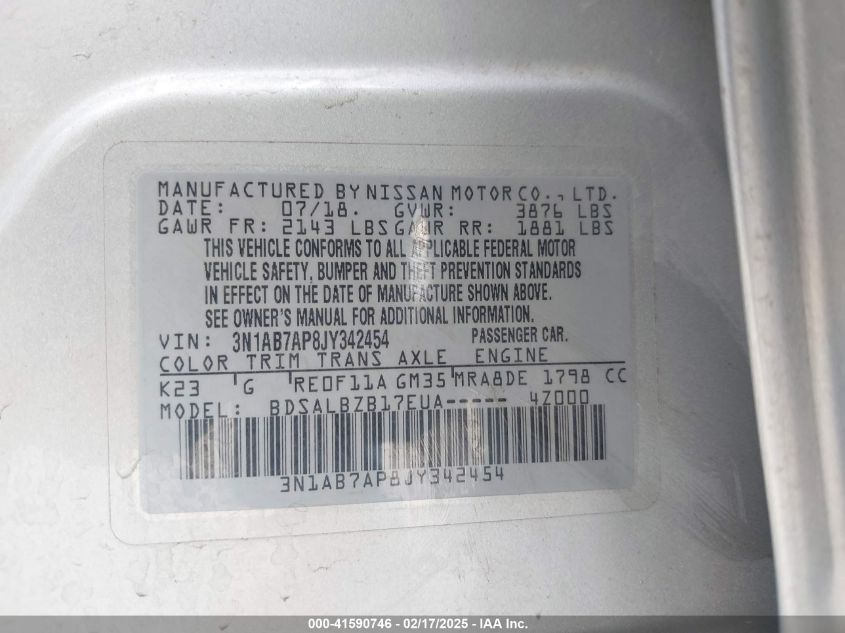 MANUFACTURED BY NISSAN MOTOR CO., LTD.
DATE: 07/18. GVWR: 3876 LBS
GAWR FR: 2143 LBS GAWR RR: 1881 LBS
THIS VEHICLE CONFORMS TO ALL APPLICABLE FEDERAL MOTOR
VEHICLE SAFETY, BUMPER AND THEFT PREVENTION STANDARDS
IN EFFECT ON THE DATE OF MANUFACTURE SHOWN ABOVE.
SEE OWNER'S MANUAL FOR ADDITIONAL INFORMATION.
VIN: 3N1AB7AP8JY342454 PASSENGER CAR.
COLOR TRIM TRANS AXLE ENGINE
K23 G RE0F11A GM35 MRA8DE 1798 CC
MODEL: BDSALBZB17EUA----- 4Z000
3N1AB7AP8JY342454
000-41590746 - 02/17/2025 - IAA Inc.